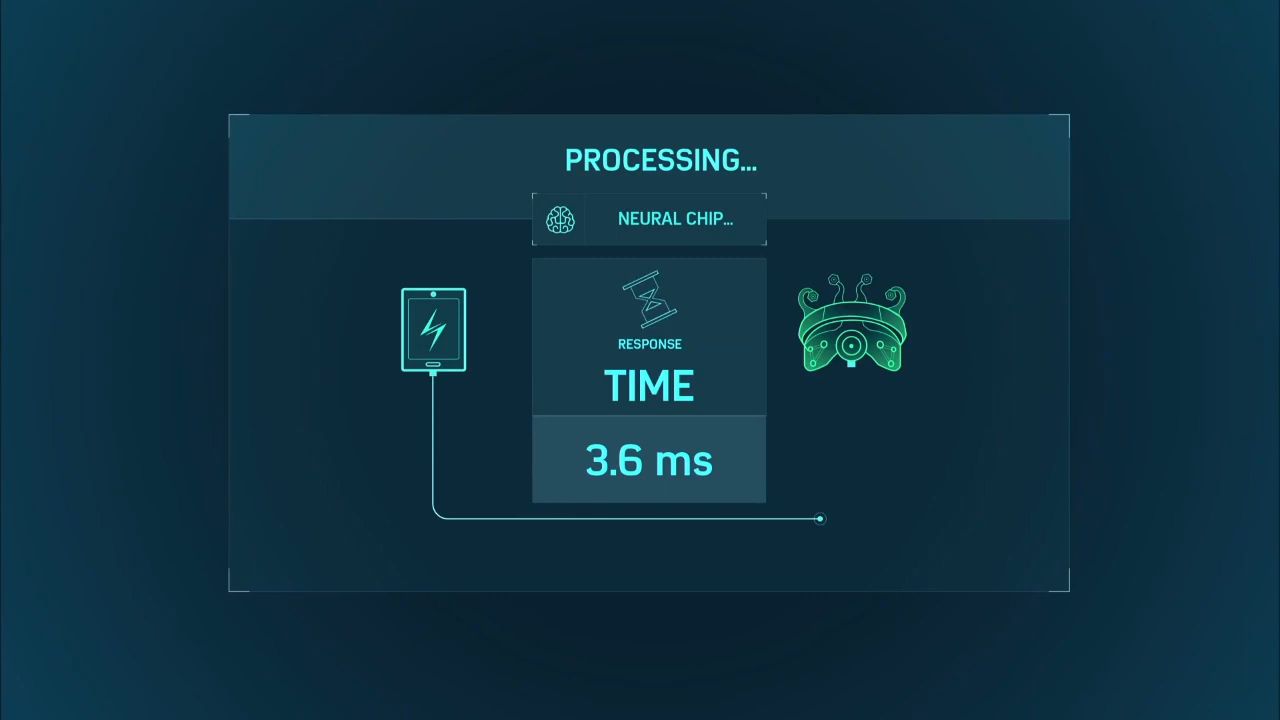 PROCESSING...
NEURAL CHIP...
RESPONSE
TIME
3.6 ms